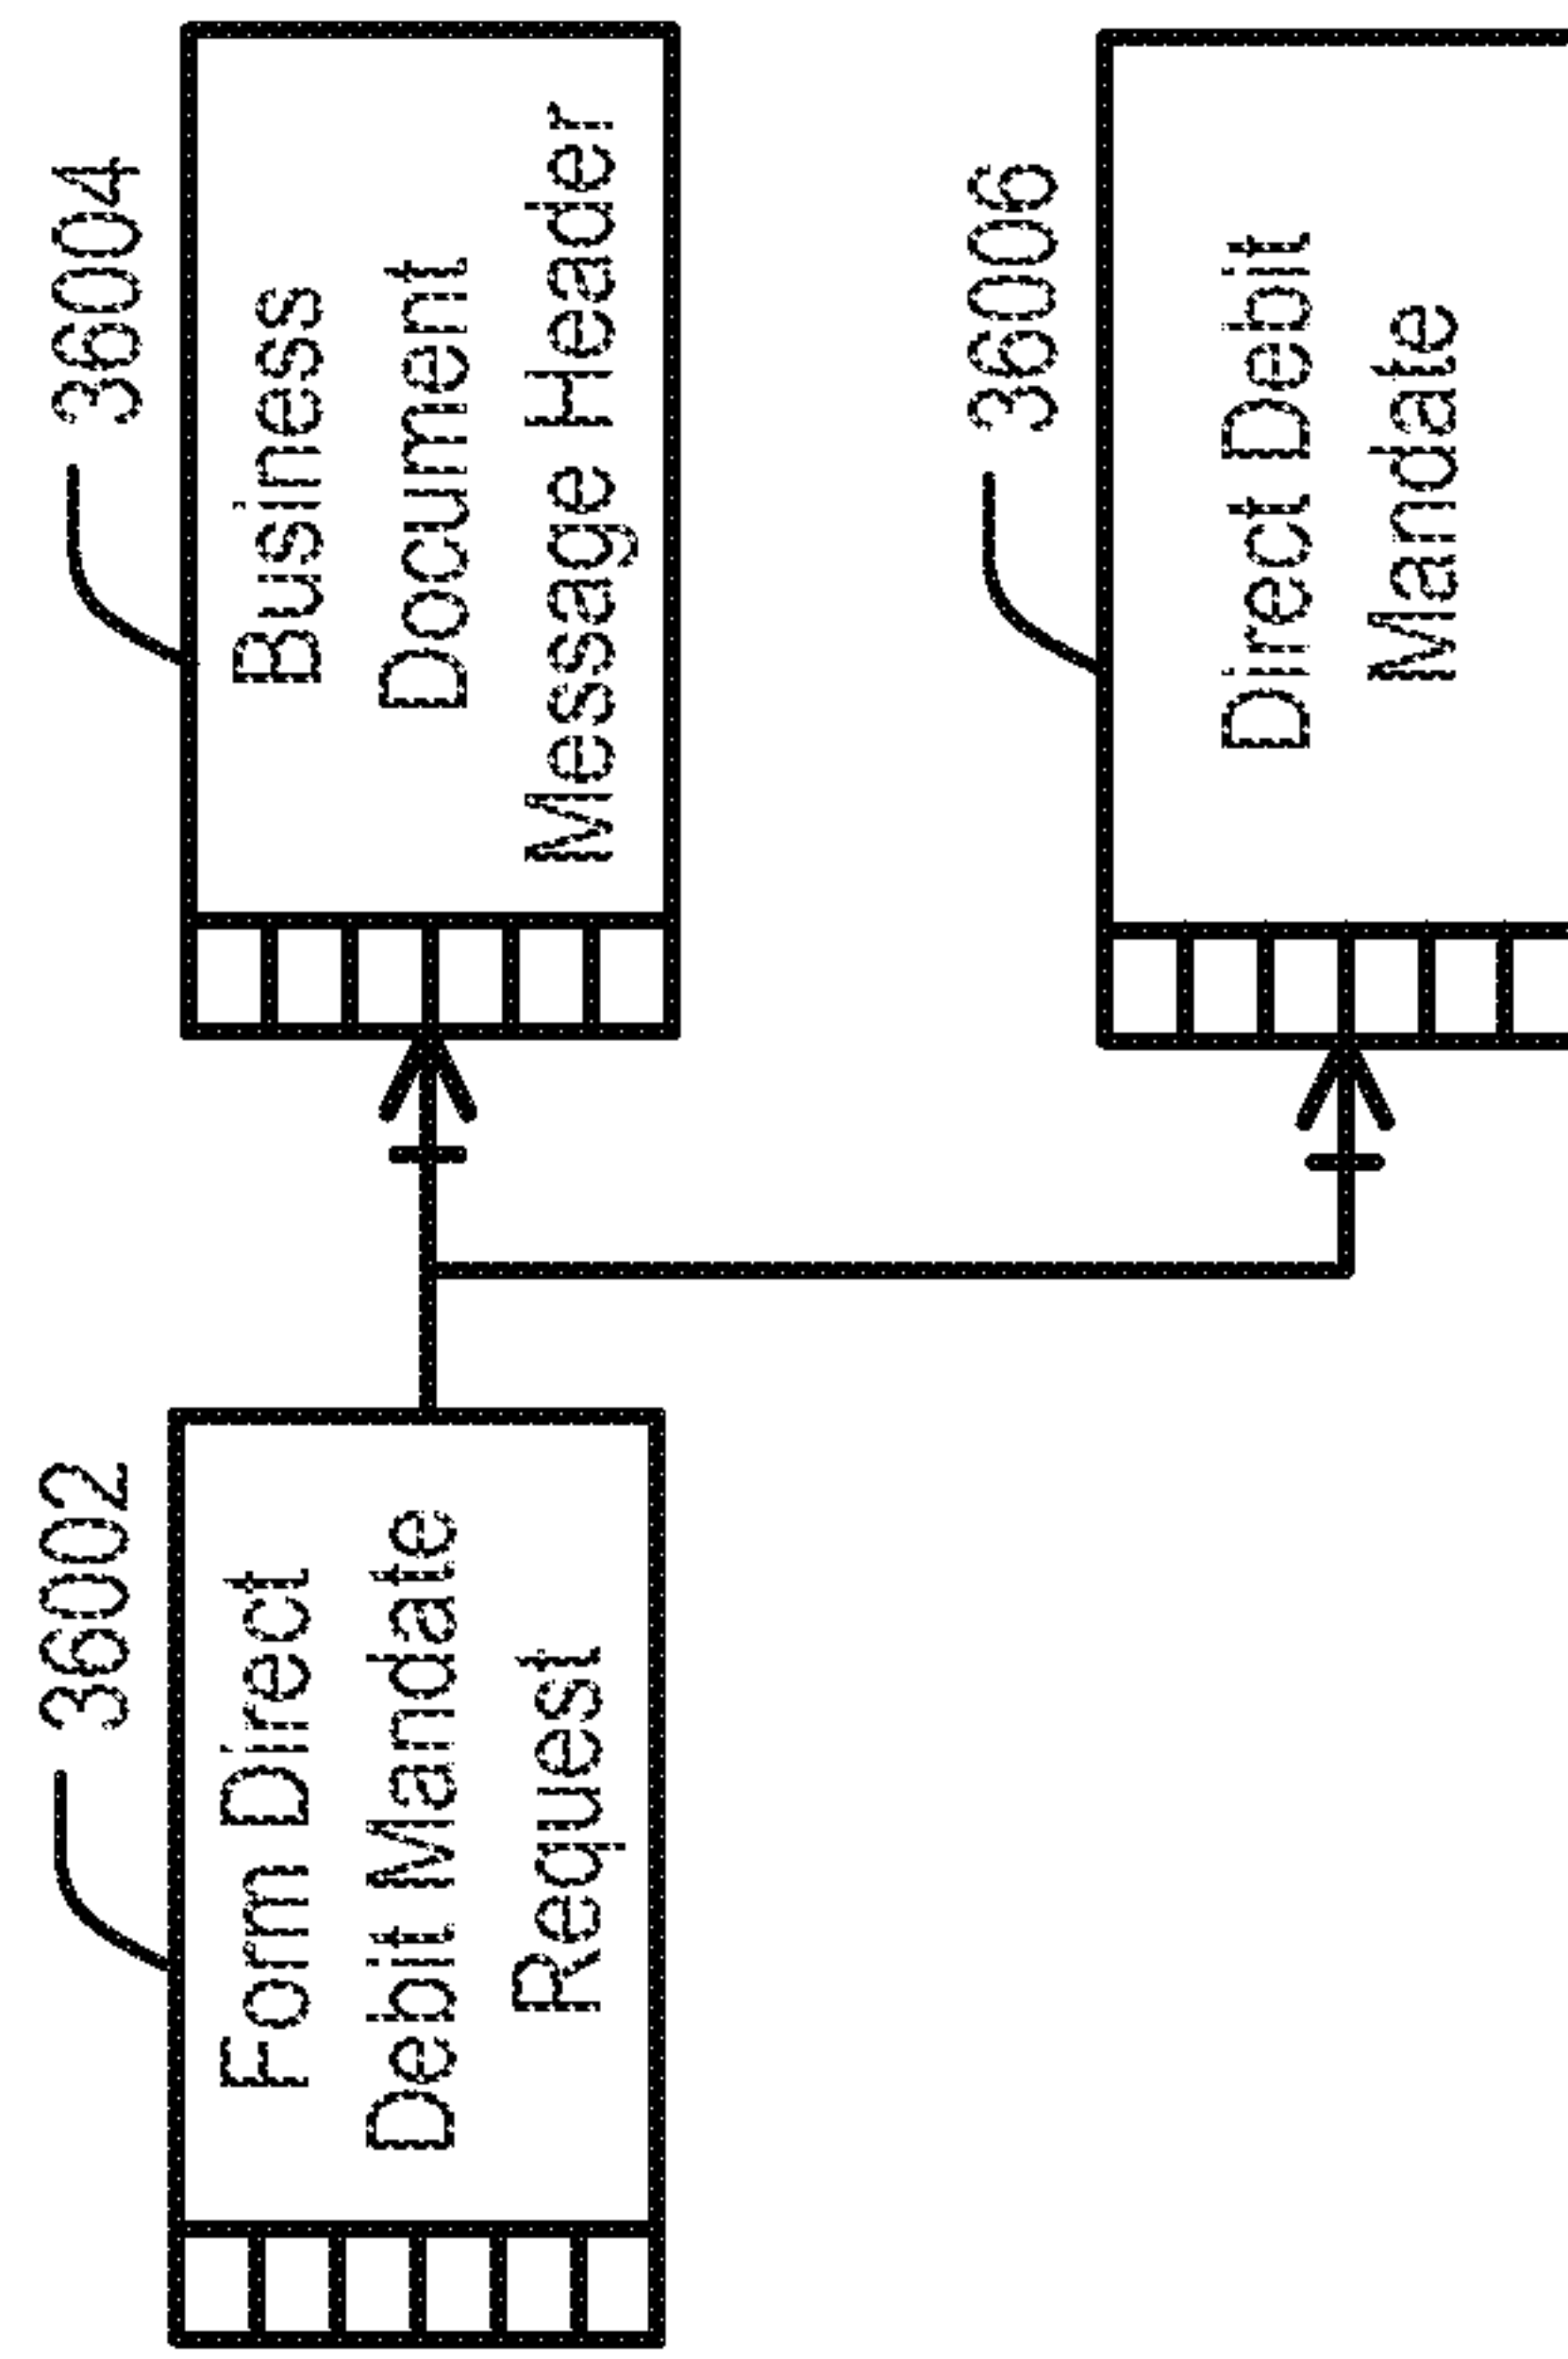 36002
Form Direct
Debit Mandate
Request
36004
Business
Document
Message Header
36006
Direct Debit
Mandate